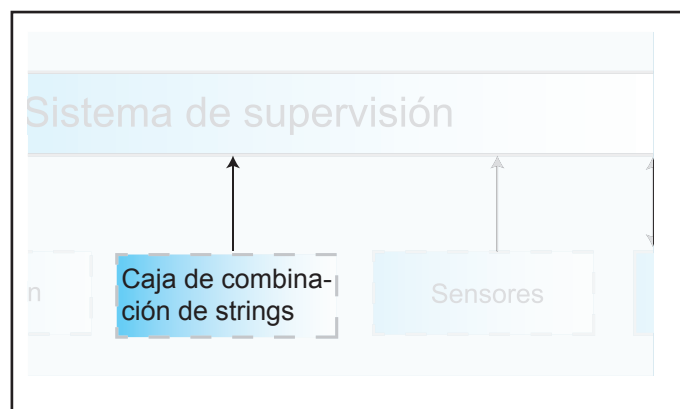 Sistema de supervisión
n
Caja de combina-
ción de strings
Sensores